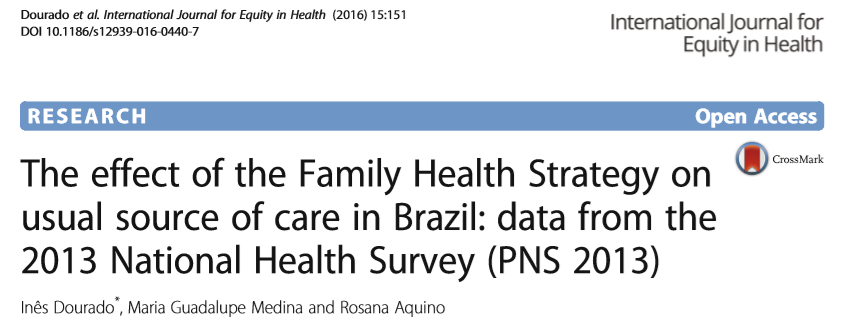 Dourado et al. International Journal for Equity in Health (2016) 15:151
DOI 10.1186/s12939-016-0440-7
International Journal for
Equity in Health
RESEARCH
Open Access
CrossMark
The effect of the Family Health Strategy on
usual source of care in Brazil: data from the
2013 National Health Survey (PNS 2013)
Inês Dourado*, Maria Guadalupe Medina and Rosana Aquino